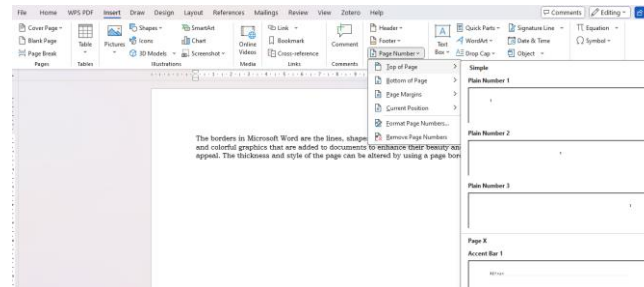 File Home WPS PDF Insert Draw Design Layout References Mailings Review View Zotero Help Comments Editing
Cover Page
Blank Page
Page Break
Pages
Table
Tables
Pictures
Shapes
Icons
3D Models
SmartArt
Chart
Screenshot
Illustrations
Online Videos
Media
Link
Bookmark
Cross-reference
Links
Comment
Comments
Header
Footer
Page Number
Text Box
Quick Parts
WordArt
Drop Cap
Signature Line
Date & Time
Object
Equation
Symbol
Top of Page
Bottom of Page
Page Margins
Current Position
Format Page Numbers...
Remove Page Numbers
Simple
Plain Number 1
Plain Number 2
Plain Number 3
Page X
Accent Bar 1
The borders in Microsoft Word are the lines, shape
and colorful graphics that are added to documents to enhance their beauty an
appeal. The thickness and style of the page can be altered by using a page bor